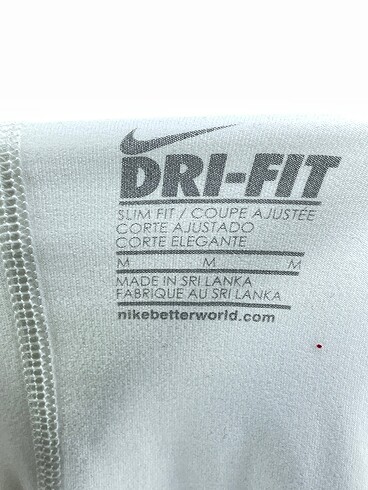 DRI-FIT
SLIM FIT / COUPE AJUSTÉE
CORTE AJUSTADO
CORTE ELEGANTE
M M M
MADE IN SRI LANKA
FABRIQUE AU SRI LANKA
nikebetterworld.com